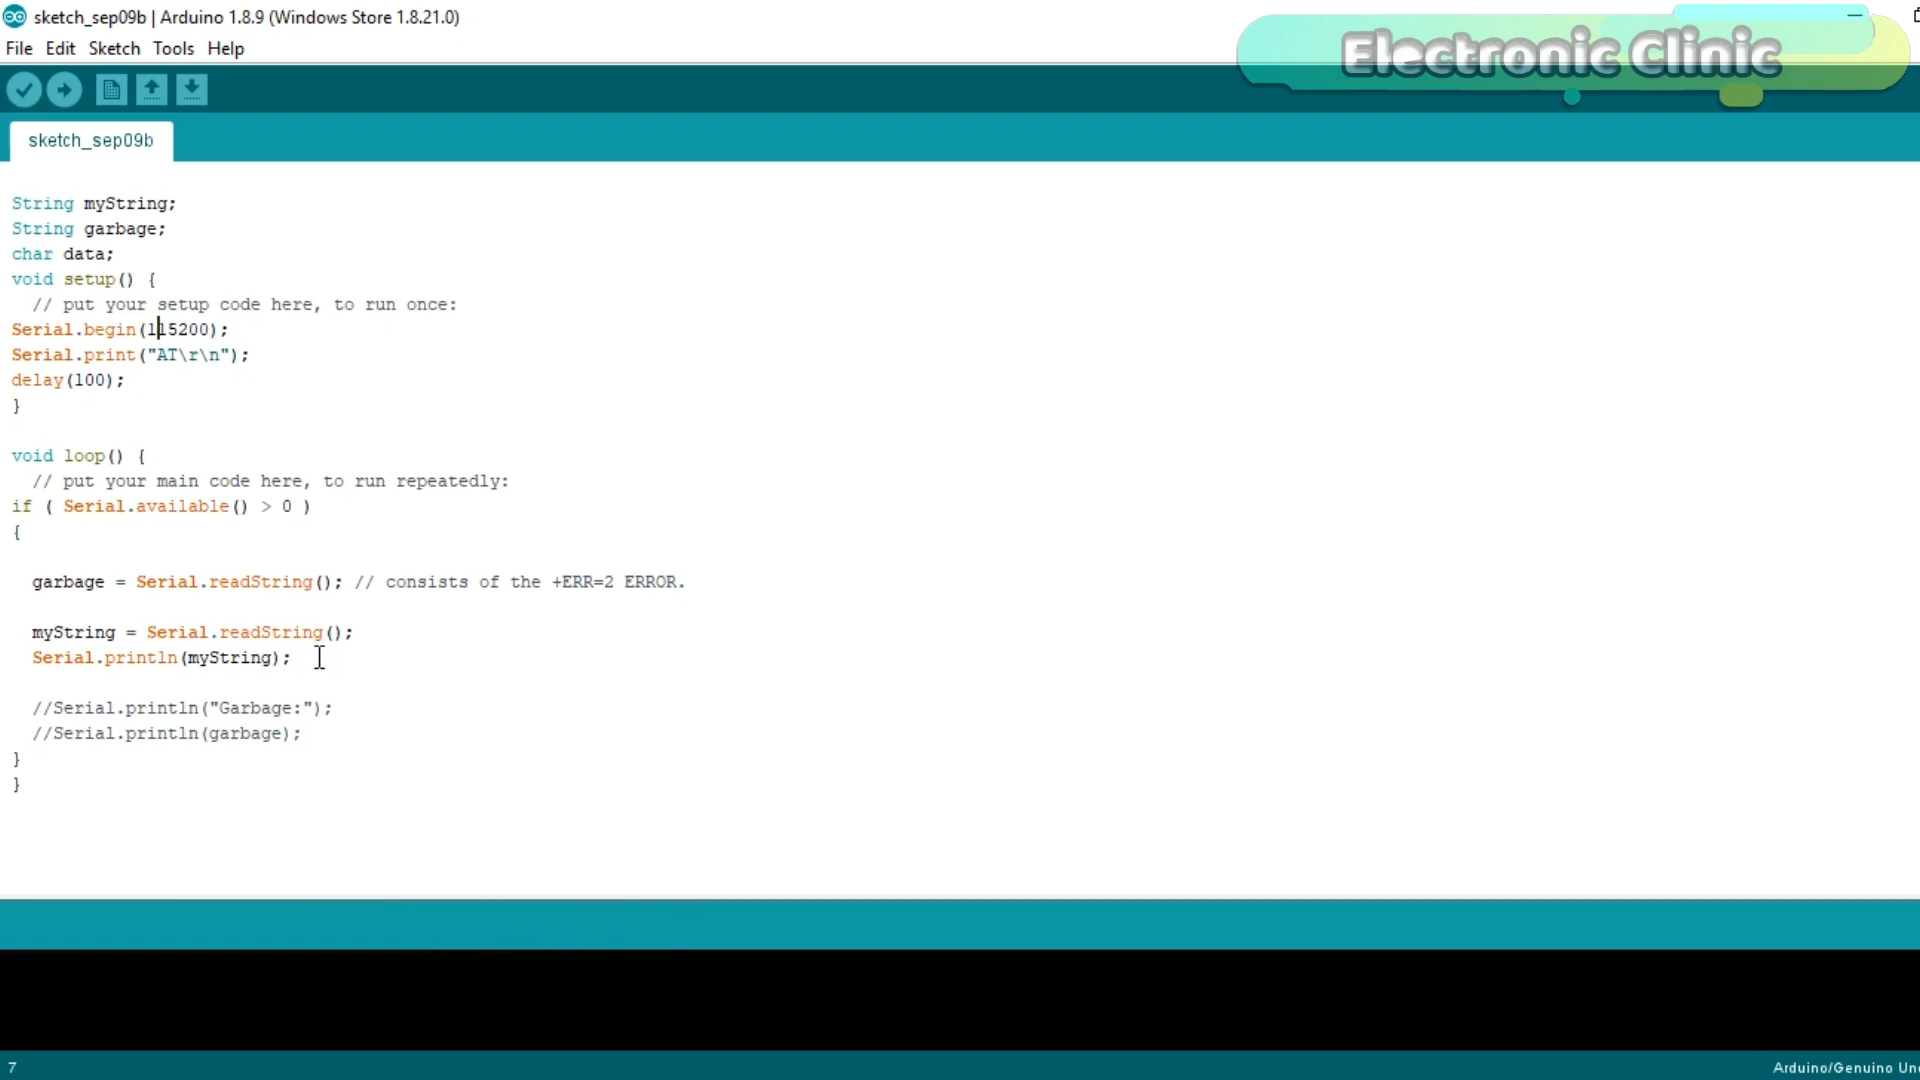 sketch_sep09b | Arduino 1.8.9 (Windows Store 1.8.21.0)
Electronic Clinic
File Edit Sketch Tools Help
sketch_sep09b
String myString;
String garbage;
char data;
void setup() {
  // put your setup code here, to run once:
Serial.begin(115200);
Serial.print("AT\r\n");
delay(100);
}
void loop() {
  // put your main code here, to run repeatedly:
if ( Serial.available() > 0 )
{
  garbage = Serial.readString(); // consists of the +ERR=2 ERROR.
  myString = Serial.readString();
  Serial.println(myString);
  //Serial.println("Garbage:");
  //Serial.println(garbage);
}
}
7
Arduino/Genuino